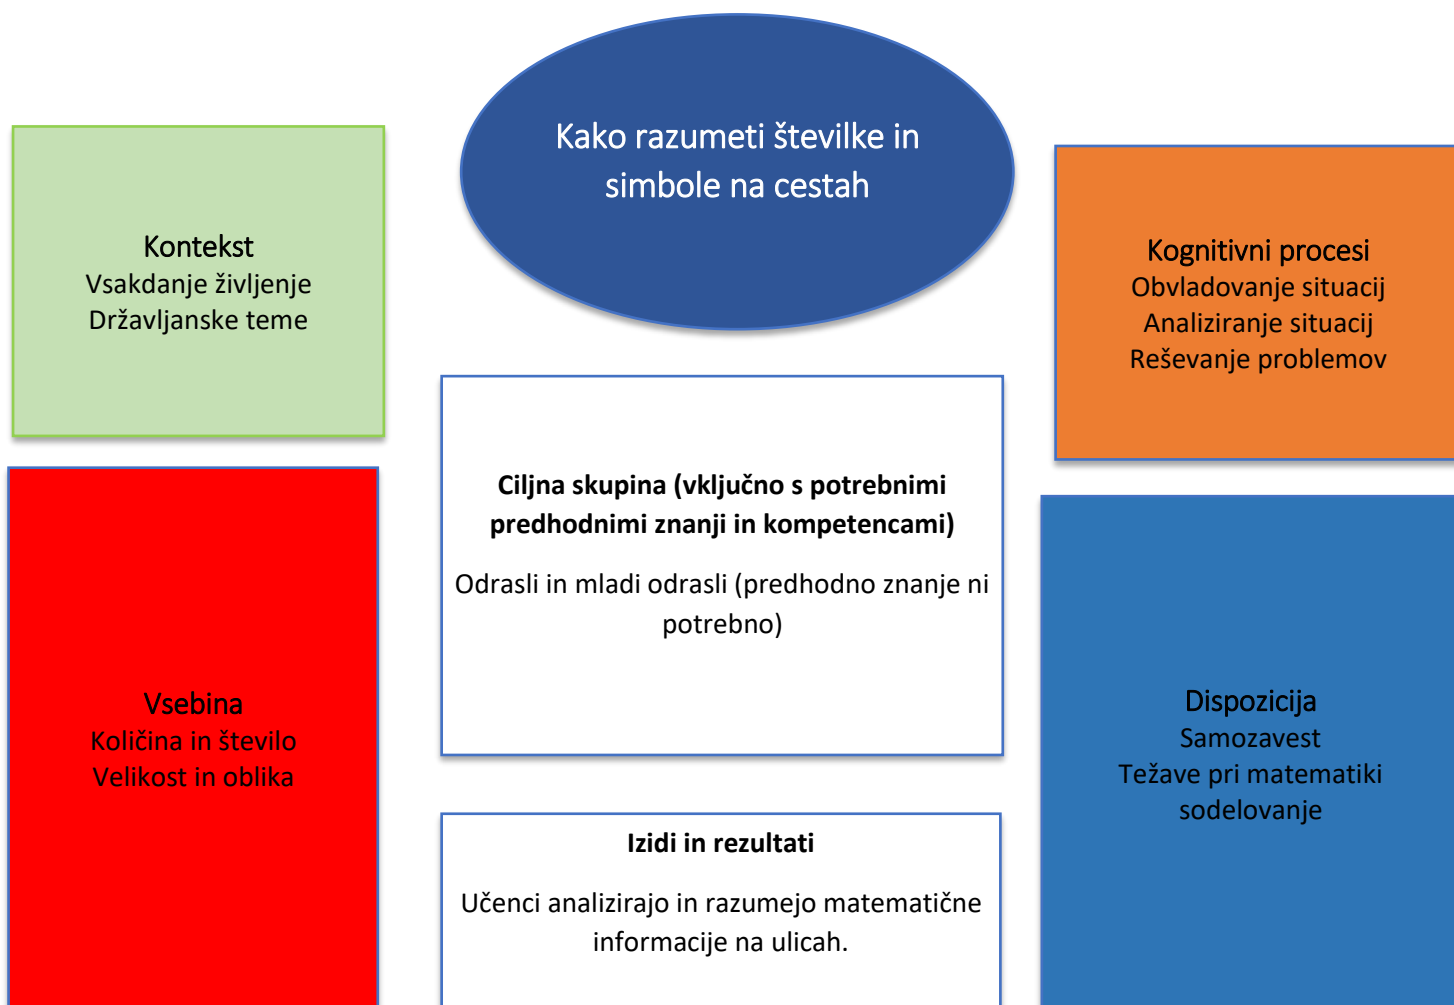 Kako razumeti številke in
simbole na cestah
Kontekst
Vsakdanje življenje
Državljanske teme
Kognitivni procesi
Obvladovanje situacij
Analiziranje situacij
Reševanje problemov
Ciljna skupina (vključno s potrebnimi
predhodnimi znanji in kompetencami)
Odrasli in mladi odrasli (predhodno znanje ni
potrebno)
Vsebina
Količina in število
Velikost in oblika
Dispozicija
Samozavest
Težave pri matematiki
sodelovanje
Izidi in rezultati
Učenci analizirajo in razumejo matematične
informacije na ulicah.